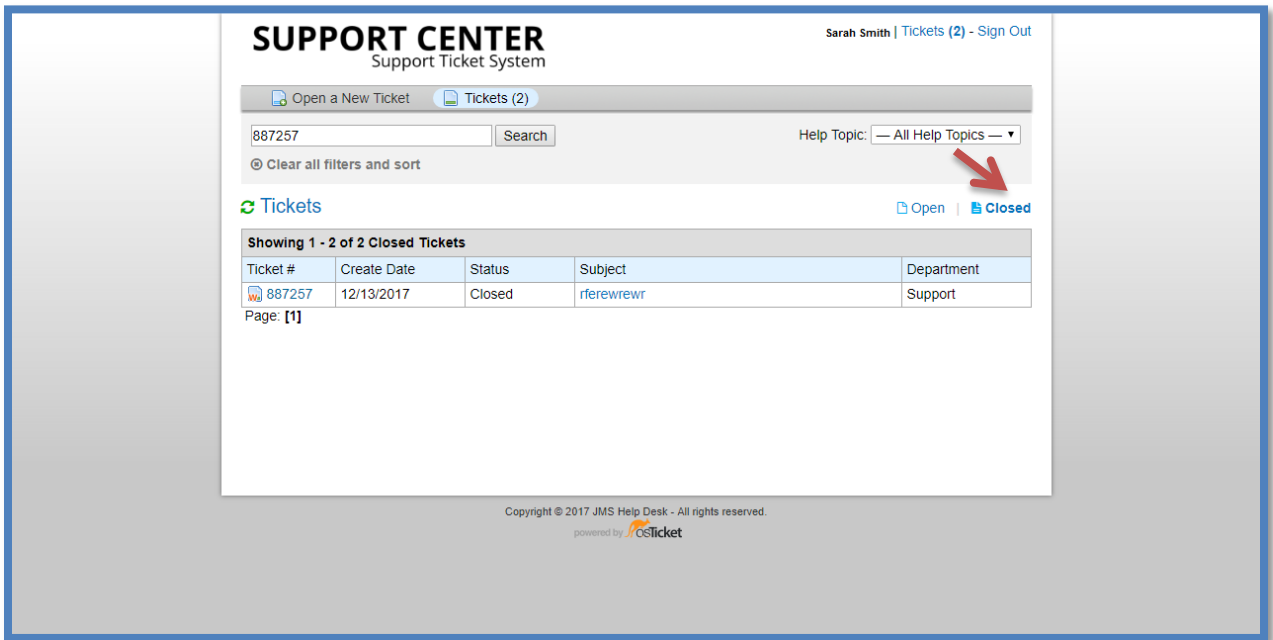 SUPPORT CENTER
Support Ticket System
Sarah Smith | Tickets (2) - Sign Out
Open a New Ticket Tickets (2)
887257 Search Help Topic: — All Help Topics —
Clear all filters and sort
Tickets Open | Closed
Showing 1 - 2 of 2 Closed Tickets
Ticket # Create Date Status Subject Department
887257 12/13/2017 Closed rferewrewr Support
Page: [1]
Copyright © 2017 JMS Help Desk - All rights reserved.
powered by osTicket